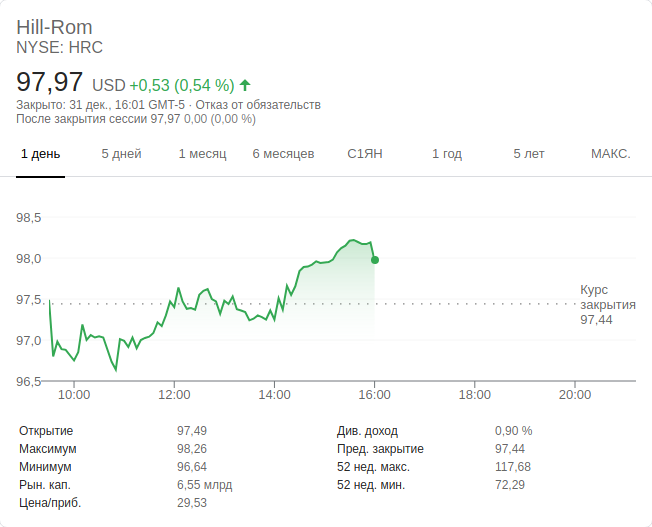 Hill-Rom
NYSE: HRC
97,97 USD +0,53 (0,54 %)
Закрыто: 31 дек., 16:01 GMT-5 · Отказ от обязательств
После закрытия сессии 97,97 0,00 (0,00 %)
1 день 5 дней 1 месяц 6 месяцев С1ЯН 1 год 5 лет МАКС.
98,5
98,0
97,5
97,0
96,5
Курс
закрытия
97,44
10:00 12:00 14:00 16:00 18:00 20:00
Открытие 97,49 Див. доход 0,90 %
Максимум 98,26 Пред. закрытие 97,44
Минимум 96,64 52 нед. макс. 117,68
Рын. кап. 6,55 млрд 52 нед. мин. 72,29
Цена/приб. 29,53